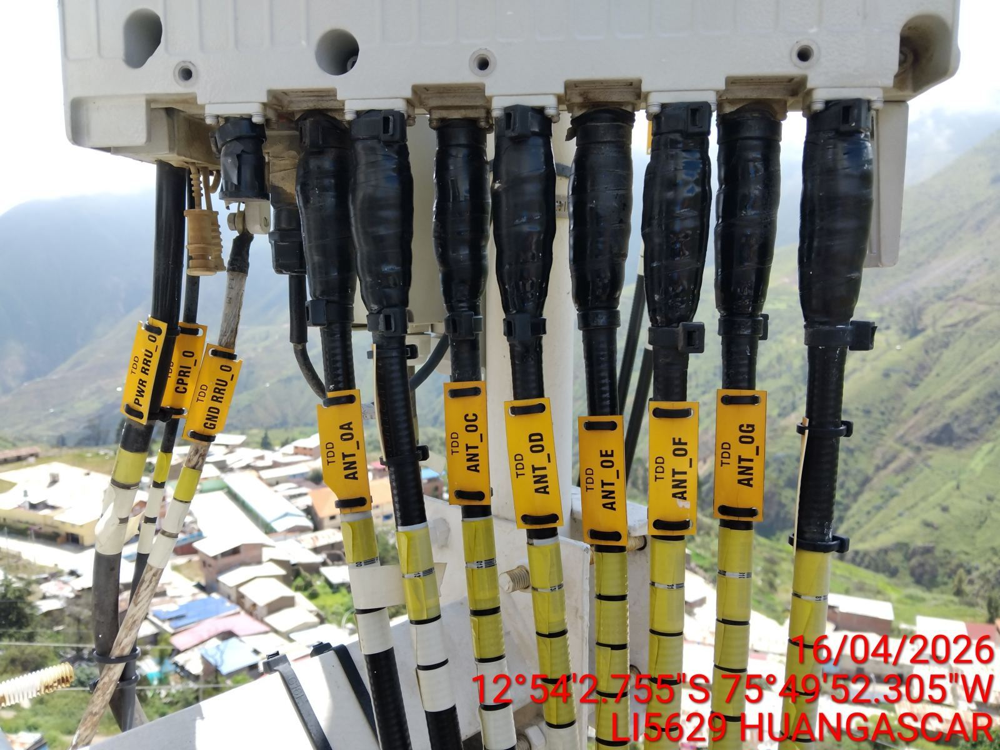 TDD
PWR RRU_0
TDD
CPRI_0
TDD
GND RRU_0
TDD
ANT_0A
TDD
ANT_0C
TDD
ANT_0D
TDD
ANT_0E
TDD
ANT_0F
TDD
ANT_0G
16/04/2026
12°54'2.755"S 75°49'52.305"W
LI5629 HUANGASCAR